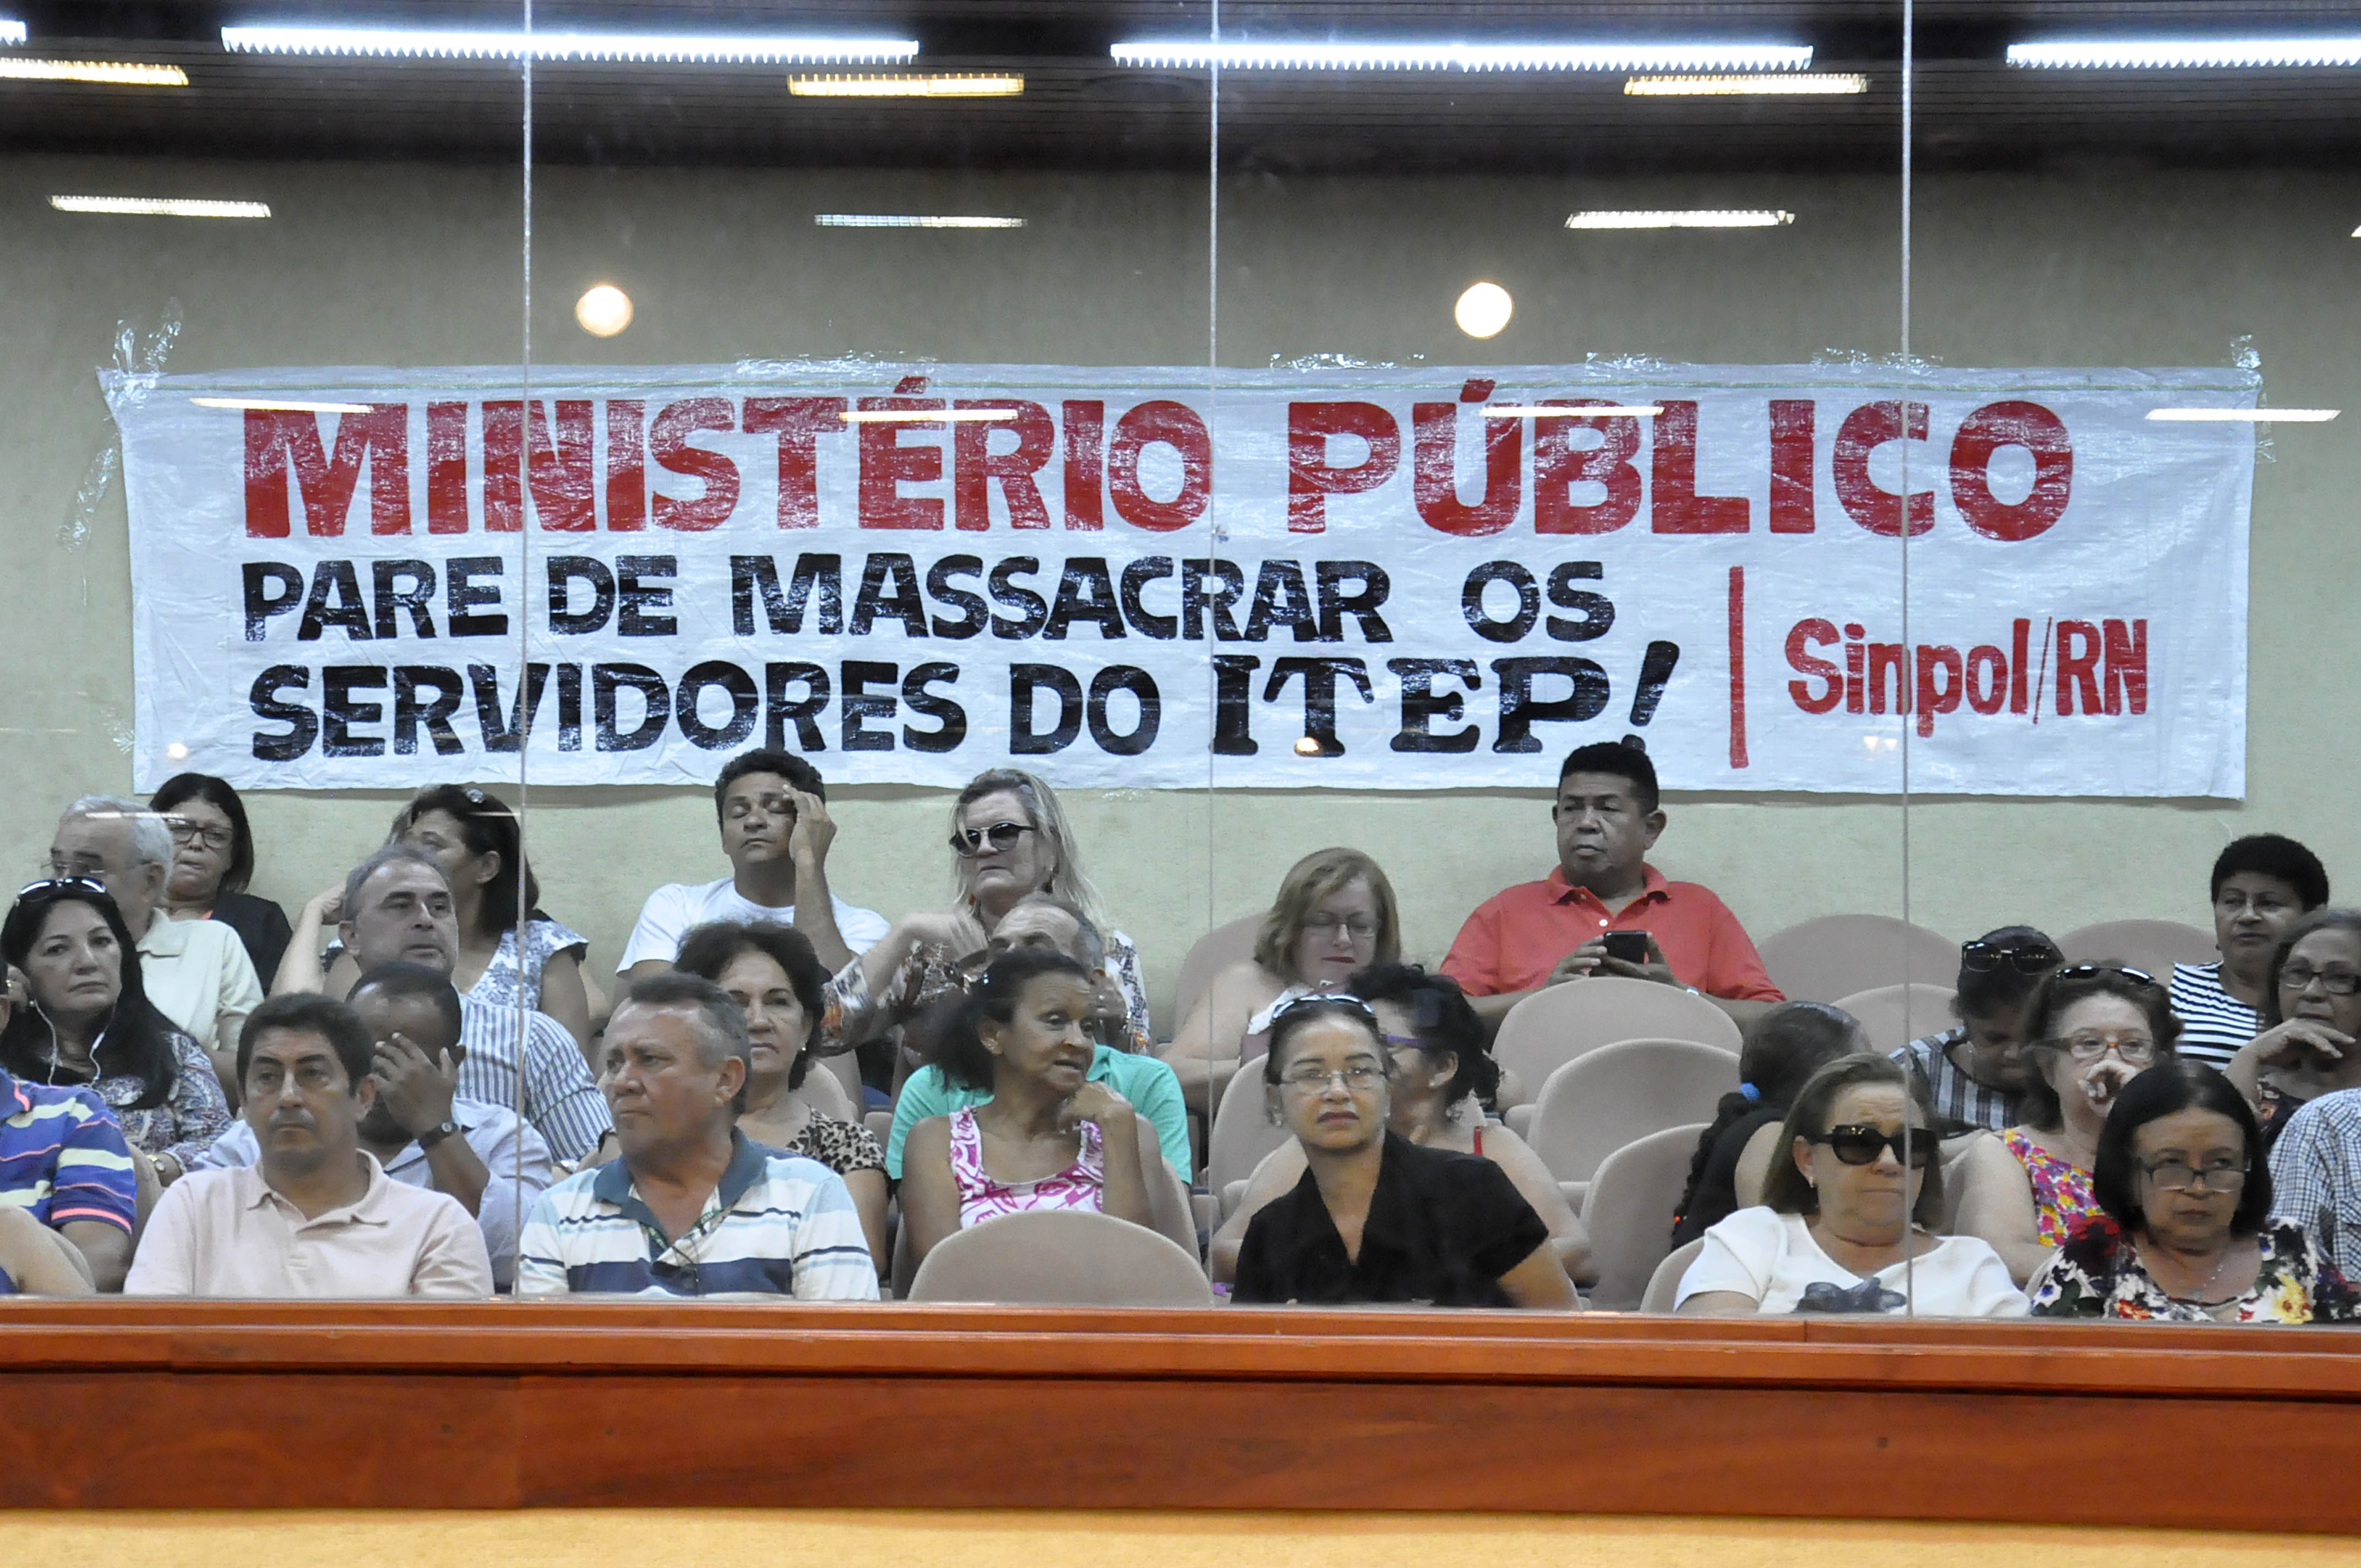 MINISTÉRIO PÚBLICO
PARE DE MASSACRAR OS
SERVIDORES DO ITEP!
Sinpol/RN